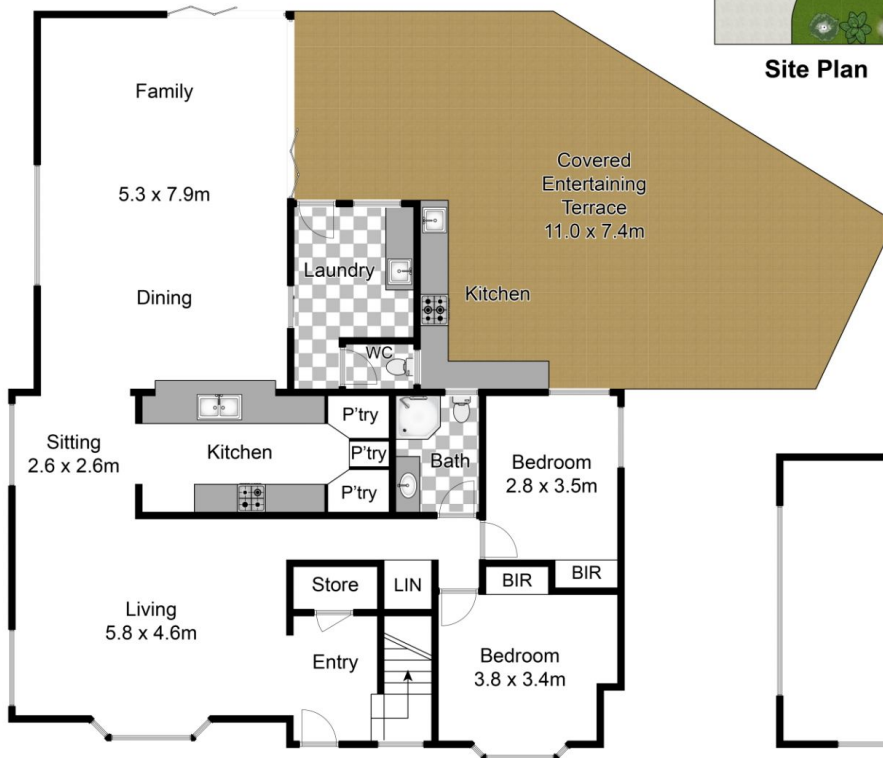 Site Plan
Family
5.3 x 7.9m
Dining
Covered
Entertaining
Terrace
11.0 x 7.4m
Laundry
Kitchen
WC
Sitting
2.6 x 2.6m
Kitchen
P'try
P'try
P'try
Bath
Bedroom
2.8 x 3.5m
BIR
BIR
Store
LIN
Living
5.8 x 4.6m
Entry
Bedroom
3.8 x 3.4m